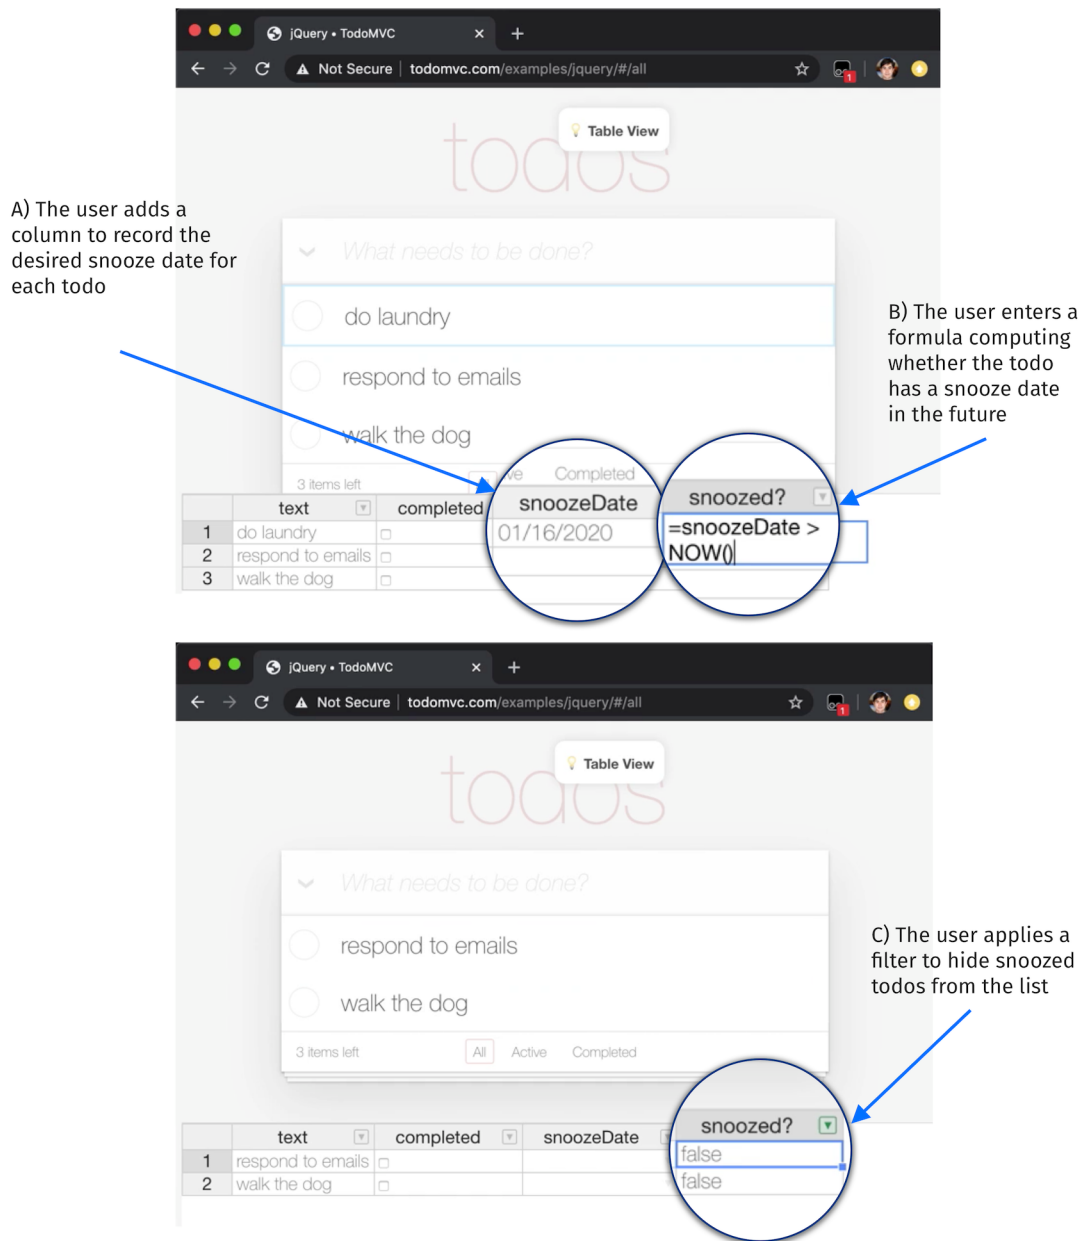 jQuery • TodoMVC
Not Secure | todomvc.com/examples/jquery/#/all
1
Table View
todos
A) The user adds a
column to record the
desired snooze date for
each todo
What needs to be done?
do laundry
B) The user enters a
formula computing
whether the todo
has a snooze date
in the future
respond to emails
walk the dog
3 items left ve Completed
text completed snoozeDate snoozed?
1 do laundry 01/16/2020 =snoozeDate >
NOW()
2 respond to emails
3 walk the dog
jQuery • TodoMVC
Not Secure | todomvc.com/examples/jquery/#/all
1
Table View
todos
What needs to be done?
respond to emails
C) The user applies a
filter to hide snoozed
todos from the list
walk the dog
3 items left All Active Completed
text completed snoozeDate snoozed?
1 respond to emails false
2 walk the dog false